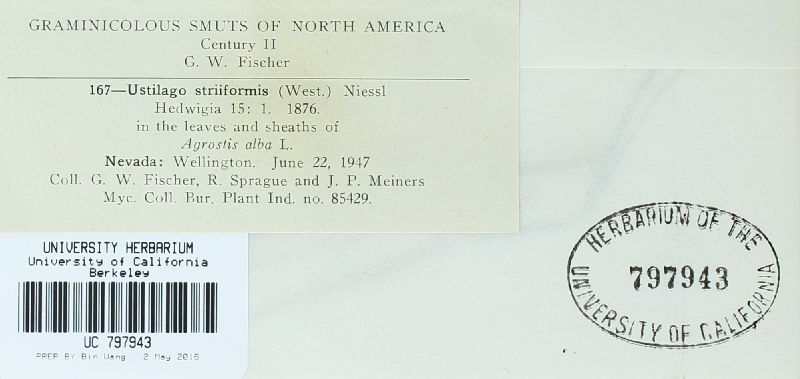 GRAMINICOLOUS SMUTS OF NORTH AMERICA
Century II
G. W. Fischer
167—Ustilago striiformis (West.) Niessl
Hedwigia 15: 1. 1876.
in the leaves and sheaths of
Agrostis alba L.
Nevada: Wellington. June 22, 1947
Coll. G. W. Fischer, R. Sprague and J. P. Meiners
Myc. Coll. Bur. Plant Ind. no. 85429.
UNIVERSITY HERBARIUM
University of California
Berkeley
UC 797943
PREP BY Bin Wang , 2 May 2016
HERBARIUM OF THE
797943
UNIVERSITY OF CALIFORNIA